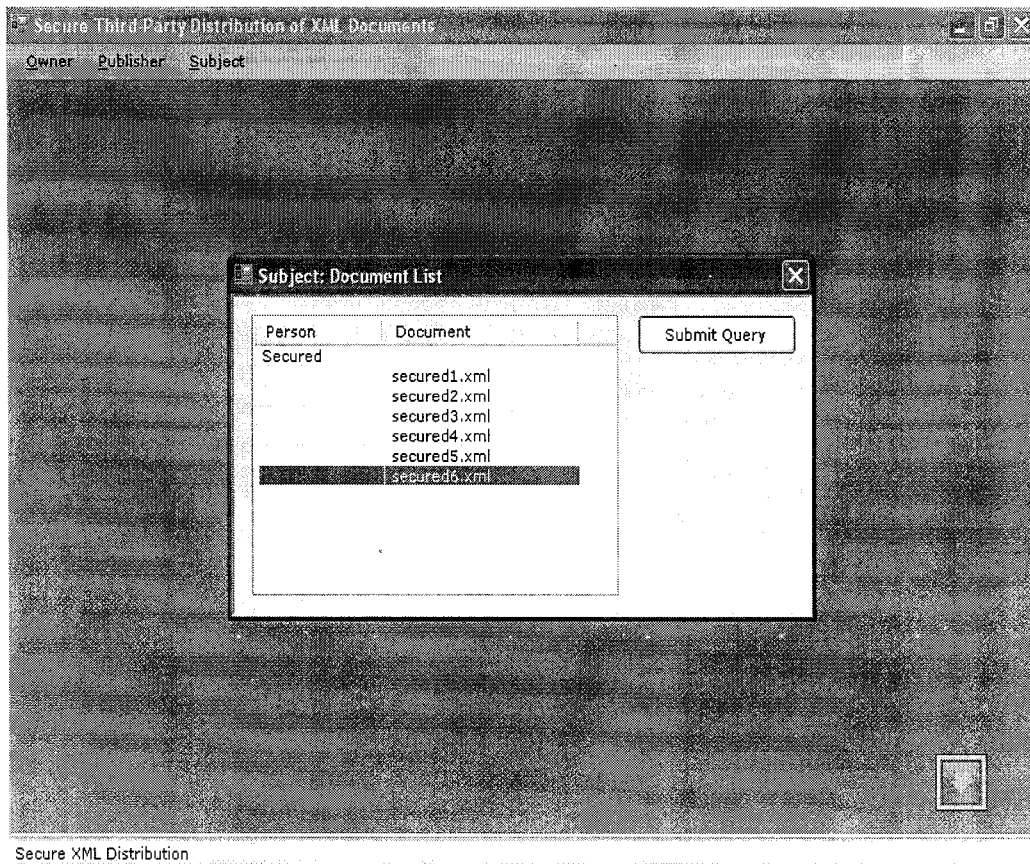 Secure Third-Party Distribution of XML Documents
Owner Publisher Subject
Subject: Document List
Person Document
Submit Query
Secured
secured1.xml
secured2.xml
secured3.xml
secured4.xml
secured5.xml
secured6.xml
Secure XML Distribution